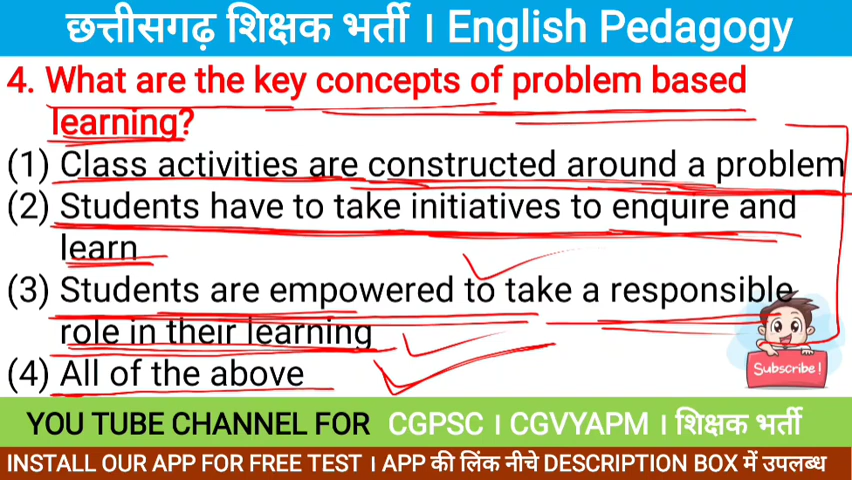 छत्तीसगढ़ शिक्षक भर्ती । English Pedagogy
4. What are the key concepts of problem based
learning?
(1) Class activities are constructed around a problem
(2) Students have to take initiatives to enquire and
learn
(3) Students are empowered to take a responsible
role in their learning
(4) All of the above
Subscribe!
YOU TUBE CHANNEL FOR CGPSC । CGVYAPM । शिक्षक भर्ती
INSTALL OUR APP FOR FREE TEST । APP की लिंक नीचे DESCRIPTION BOX में उपलब्ध